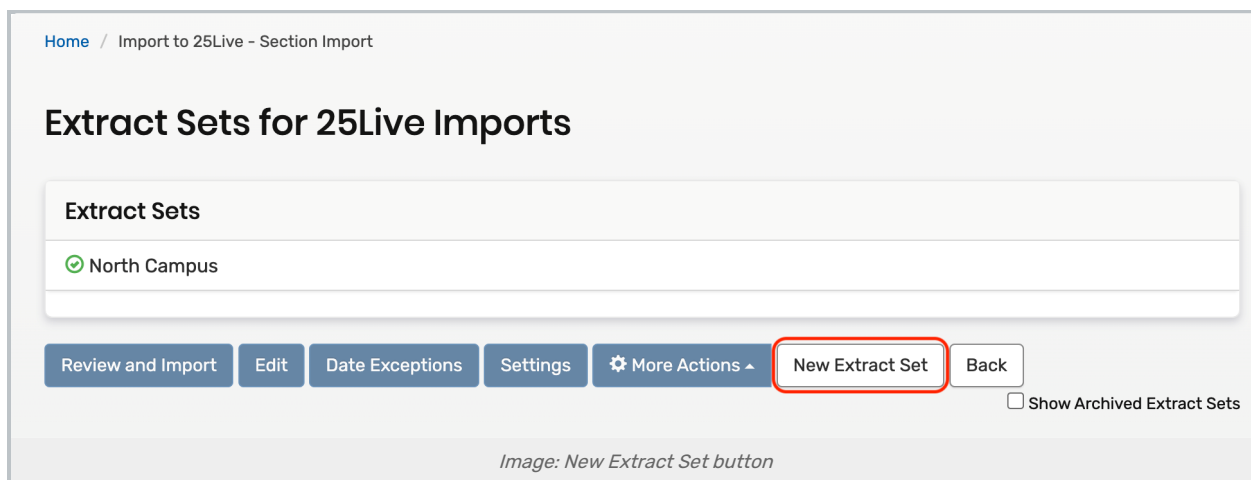 Home / Import to 25Live - Section Import
Extract Sets for 25Live Imports
Extract Sets
North Campus
Review and Import Edit Date Exceptions Settings More Actions New Extract Set Back
Show Archived Extract Sets
Image: New Extract Set button